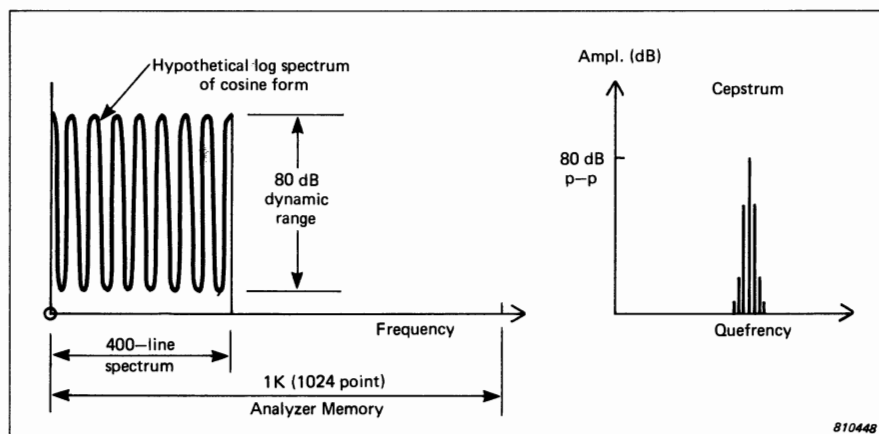 Hypothetical log spectrum
of cosine form
80 dB
dynamic
range
Frequency
400–line
spectrum
1K (1024 point)
Analyzer Memory
Ampl. (dB)
Cepstrum
80 dB
p–p
Quefrency
810448